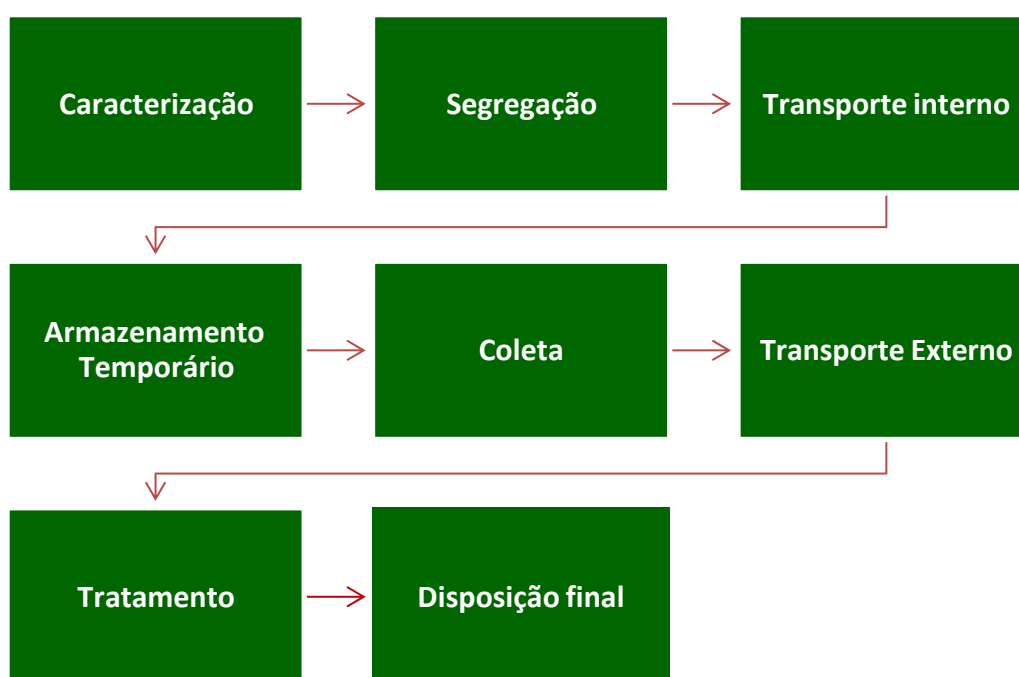 Caracterização
Segregação
Transporte interno
Armazenamento
Temporário
Coleta
Transporte Externo
Tratamento
Disposição final